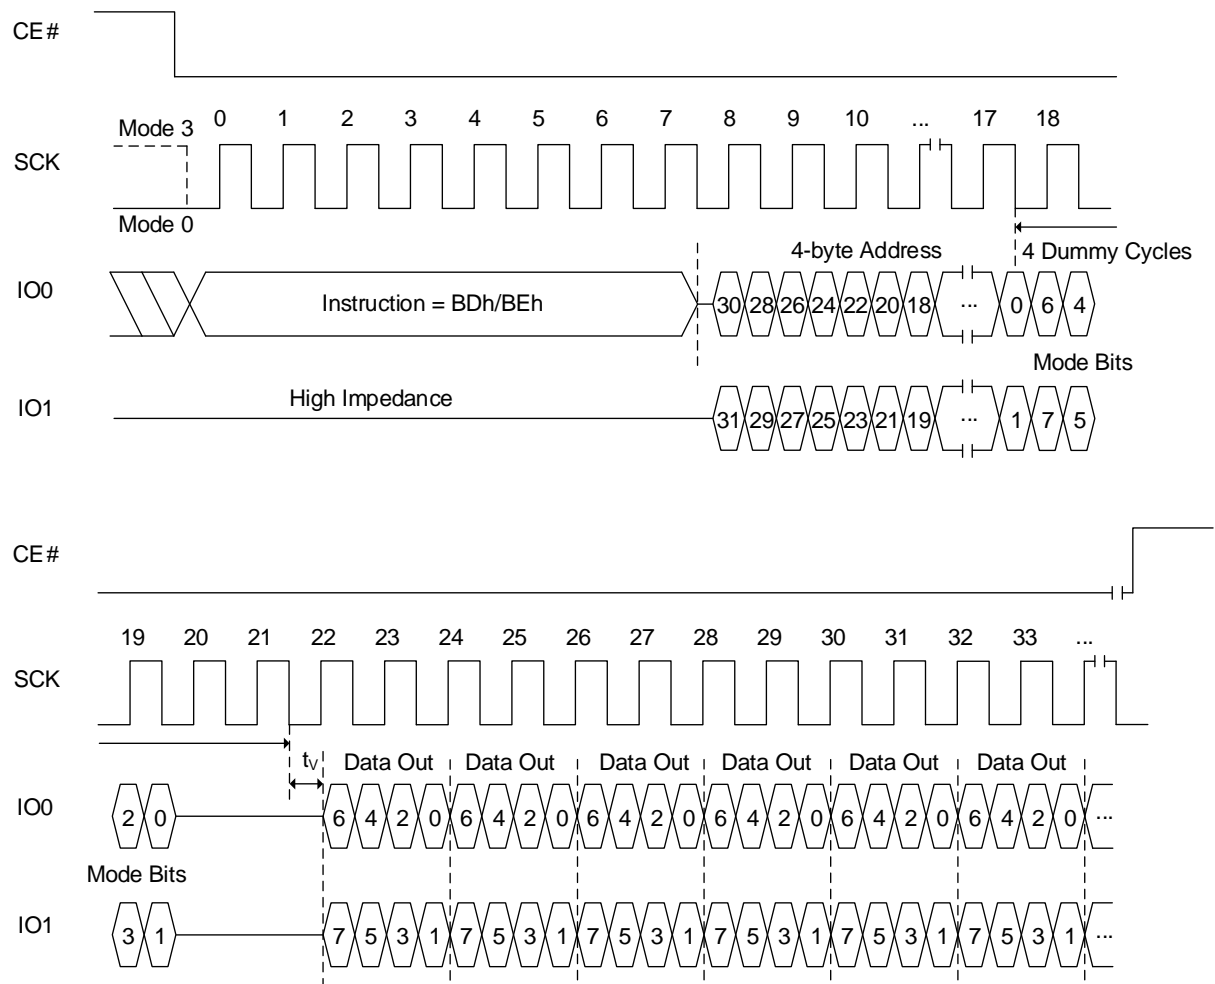 CE#
Mode 3
0 1 2 3 4 5 6 7 8 9 10 ... 17 18
SCK
Mode 0
4-byte Address
4 Dummy Cycles
IO0
Instruction = BDh/BEh
30 28 26 24 22 20 18 ... 0 6 4
Mode Bits
IO1
High Impedance
31 29 27 25 23 21 19 ... 1 7 5
CE#
19 20 21 22 23 24 25 26 27 28 29 30 31 32 33 ...
SCK
tV
Data Out Data Out Data Out Data Out Data Out Data Out
IO0
2 0 6 4 2 0 6 4 2 0 6 4 2 0 6 4 2 0 6 4 2 0 6 4 2 0 ...
Mode Bits
IO1
3 1 7 5 3 1 7 5 3 1 7 5 3 1 7 5 3 1 7 5 3 1 7 5 3 1 ...